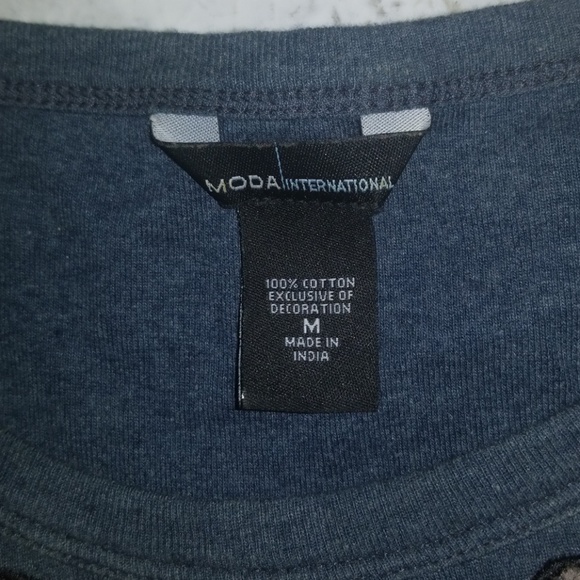 MODA INTERNATIONAL
100% COTTON
EXCLUSIVE OF
DECORATION
M
MADE IN
INDIA